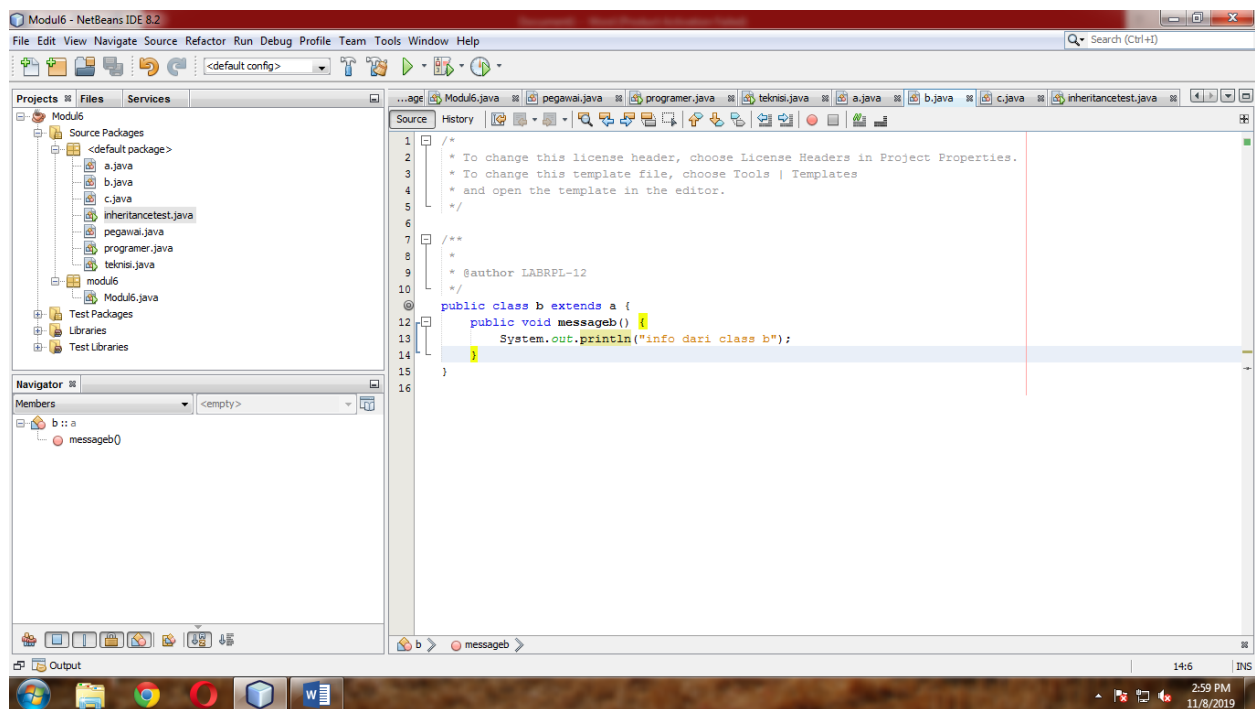 Modul6 - NetBeans IDE 8.2
File Edit View Navigate Source Refactor Run Debug Profile Team Tools Window Help
Search (Ctrl+I)
<default config>
Projects Files Services
...age Modul6.java pegawai.java programer.java teknisi.java a.java b.java c.java inheritancetest.java
Source History
Modul6
Source Packages
<default package>
a.java
b.java
c.java
inheritancetest.java
pegawai.java
programer.java
teknisi.java
modul6
Modul6.java
Test Packages
Libraries
Test Libraries
1 /*
2 * To change this license header, choose License Headers in Project Properties.
3 * To change this template file, choose Tools | Templates
4 * and open the template in the editor.
5 */
6
7 /**
8 *
9 * @author LABRPL-12
10 */
public class b extends a {
12 public void messageb() {
13 System.out.println("info dari class b");
14 }
15 }
16
Navigator
Members <empty>
b :: a
messageb()
b messageb
Output
14:6 INS
2:59 PM
11/8/2019